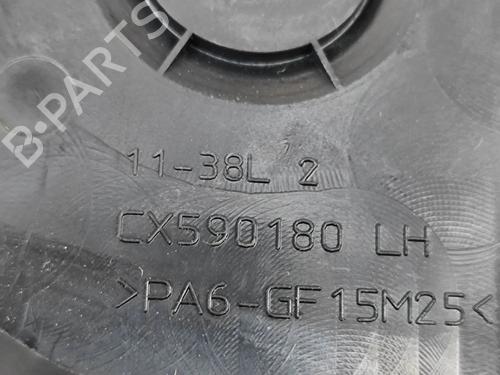 B-PARTS
11-38L 2
CX590180 LH
>PA6-GF15M25<